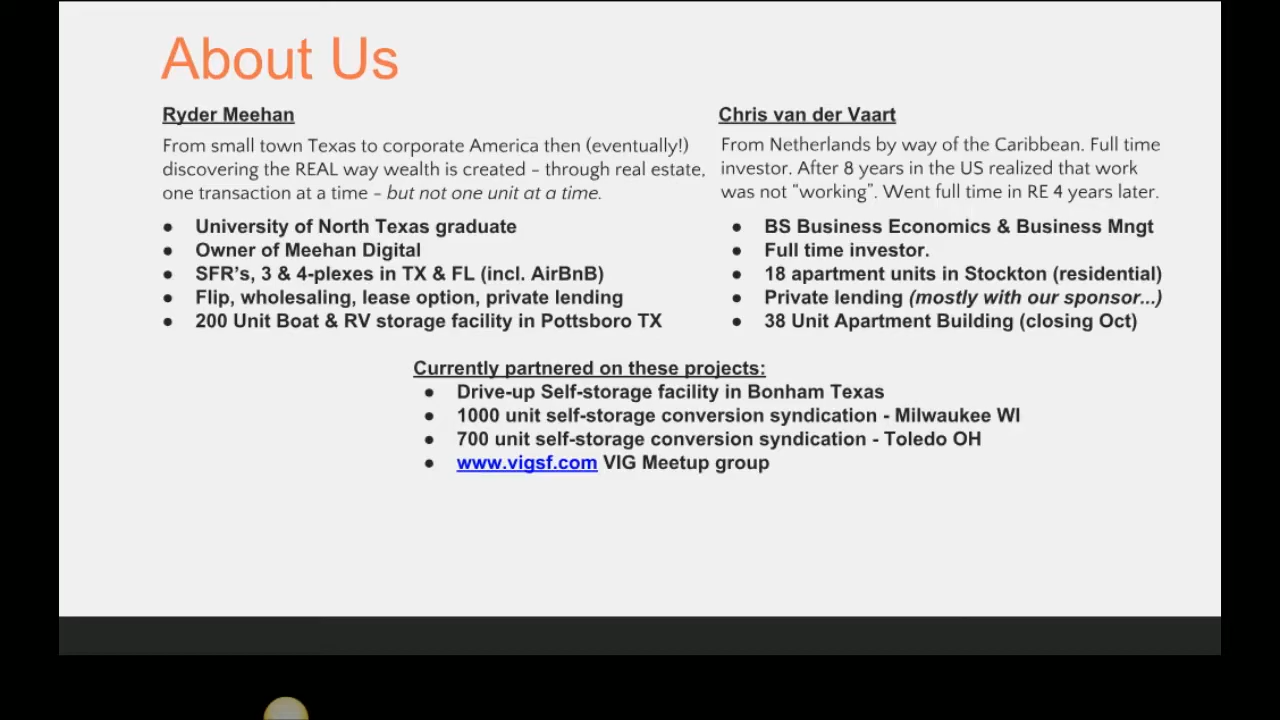 About Us
Ryder Meehan
From small town Texas to corporate America then (eventually!)
discovering the REAL way wealth is created - through real estate,
one transaction at a time - but not one unit at a time.
● University of North Texas graduate
● Owner of Meehan Digital
● SFR's, 3 & 4-plexes in TX & FL (incl. AirBnB)
● Flip, wholesaling, lease option, private lending
● 200 Unit Boat & RV storage facility in Pottsboro TX
Chris van der Vaart
From Netherlands by way of the Caribbean. Full time
investor. After 8 years in the US realized that work
was not "working". Went full time in RE 4 years later.
● BS Business Economics & Business Mngt
● Full time investor.
● 18 apartment units in Stockton (residential)
● Private lending (mostly with our sponsor...)
● 38 Unit Apartment Building (closing Oct)
Currently partnered on these projects:
● Drive-up Self-storage facility in Bonham Texas
● 1000 unit self-storage conversion syndication - Milwaukee WI
● 700 unit self-storage conversion syndication - Toledo OH
● www.vigsf.com VIG Meetup group